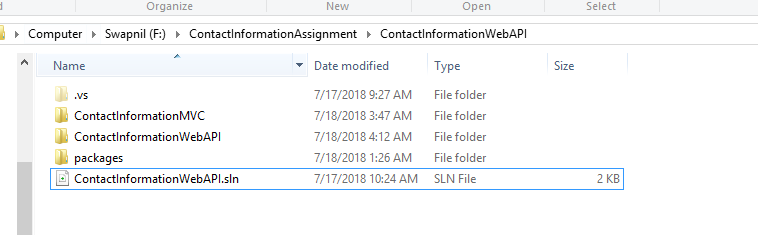 Organize New Open Select
Computer Swapnil (F:) ContactInformationAssignment ContactInformationWebAPI
Name Date modified Type Size
.vs 7/17/2018 9:27 AM File folder
ContactInformationMVC 7/18/2018 3:47 AM File folder
ContactInformationWebAPI 7/18/2018 4:12 AM File folder
packages 7/18/2018 1:26 AM File folder
ContactInformationWebAPI.sln 7/17/2018 10:24 AM SLN File 2 KB